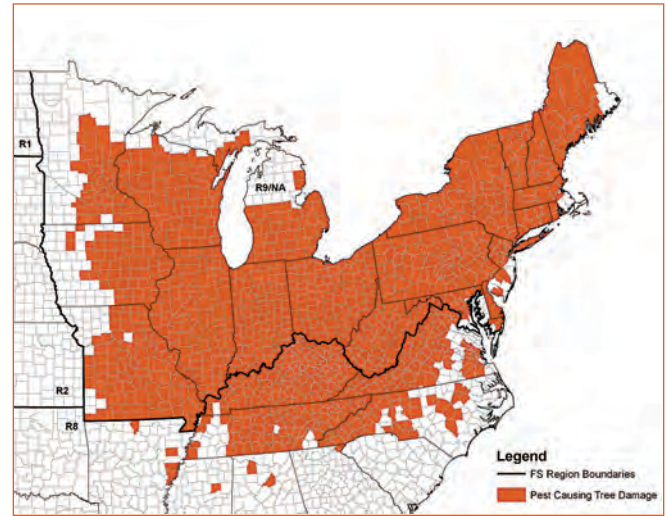 R1
R9/NA
R2
R8
Legend
FS Region Boundaries
Pest Causing Tree Damage